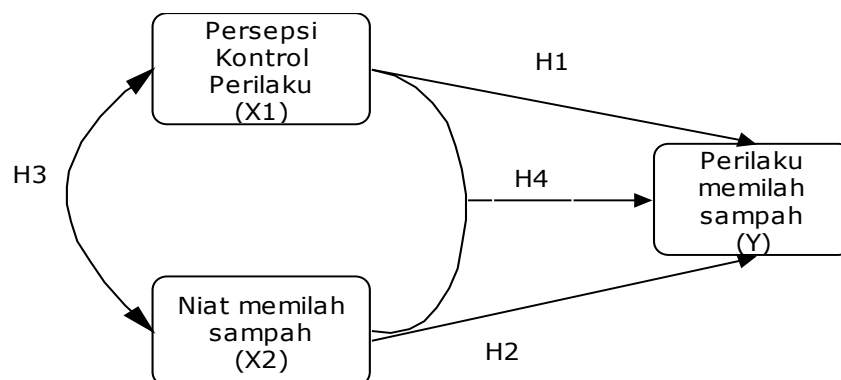 Persepsi
Kontrol
Perilaku
(X1)
H1
H3
H4
Perilaku
memilah
sampah
(Y)
Niat memilah
sampah
(X2)
H2